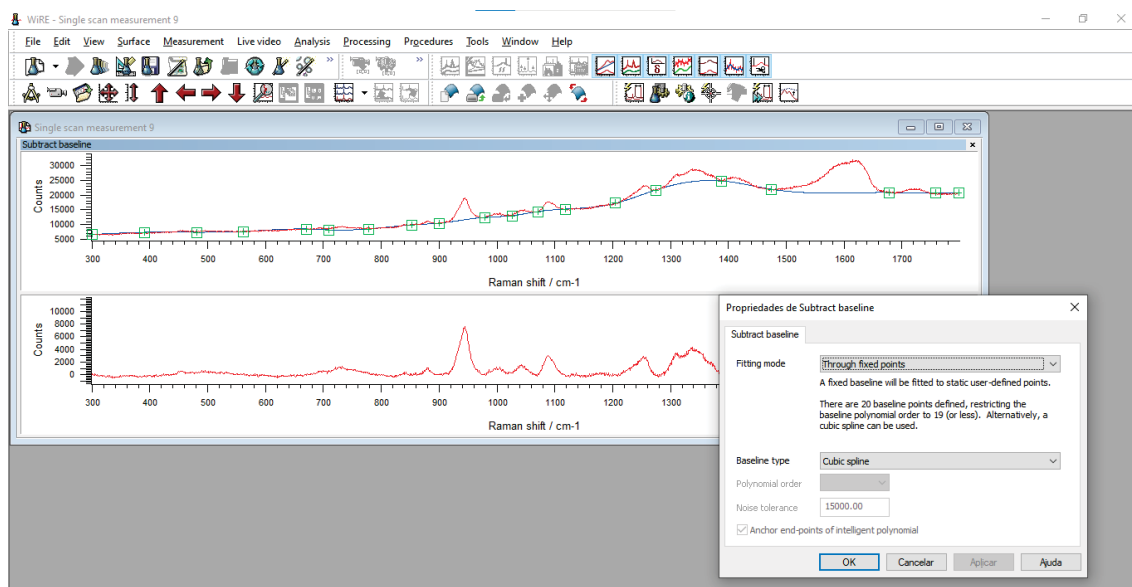 WiRE - Single scan measurement 9
File Edit View Surface Measurement Live video Analysis Processing Procedures Tools Window Help
Single scan measurement 9
Subtract baseline
Counts
30000
25000
20000
15000
10000
5000
300 400 500 600 700 800 900 1000 1100 1200 1300 1400 1500 1600 1700
Raman shift / cm-1
Counts
10000
8000
6000
4000
2000
0
300 400 500 600 700 800 900 1000 1100 1200 1300
Raman shift / cm-1
Propriedades de Subtract baseline
Subtract baseline
Fitting mode Through fixed points
A fixed baseline will be fitted to static user-defined points.
There are 20 baseline points defined, restricting the
baseline polynomial order to 19 (or less). Alternatively, a
cubic spline can be used.
Baseline type Cubic spline
Polynomial order
Noise tolerance 15000.00
Anchor end-points of intelligent polynomial
OK Cancelar Aplicar Ajuda